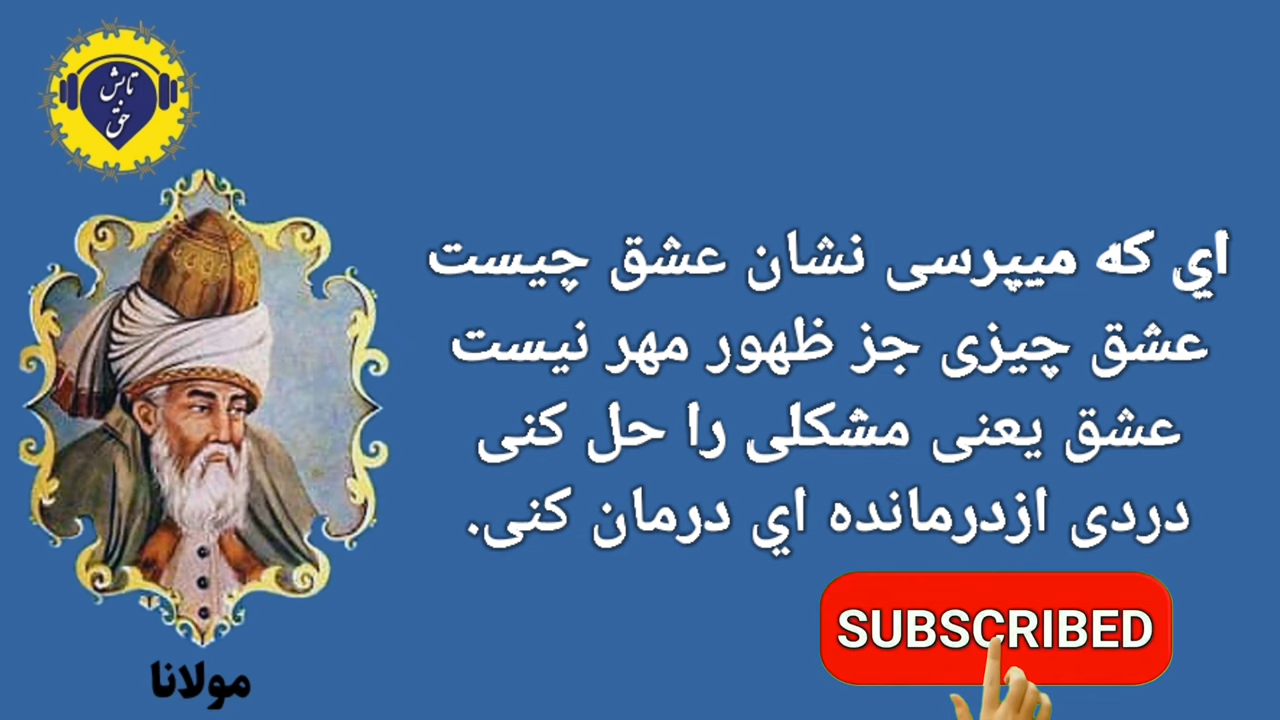 تابش
حق
اي که میپرسی نشان عشق چیست
عشق چیزی جز ظهور مهر نیست
عشق یعنی مشکلی را حل کنی
دردی ازدرمانده اي درمان کنی.
SUBSCRIBED
مولانا